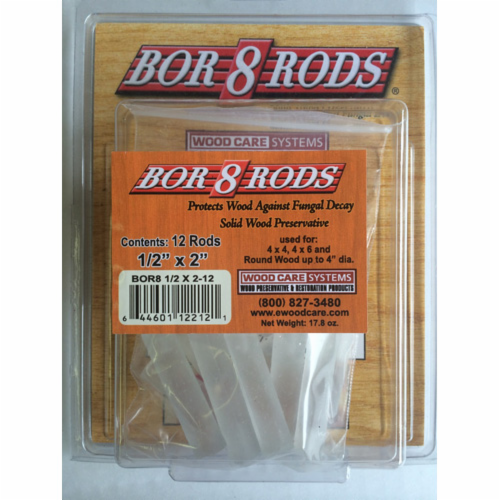 BOR 8 RODS®
WOOD CARE SYSTEMS
BOR 8 RODS
Protects Wood Against Fungal Decay
Solid Wood Preservative
Contents: 12 Rods
1/2" x 2"
BOR8 1/2 X 2-12
6 44601 12212 1
used for:
4 x 4, 4 x 6 and
Round Wood up to 4" dia.
WOOD CARE SYSTEMS
WOOD PRESERVATIVE & RESTORATION PRODUCTS
(800) 827-3480
www.ewoodcare.com
Net Weight: 17.8 oz.